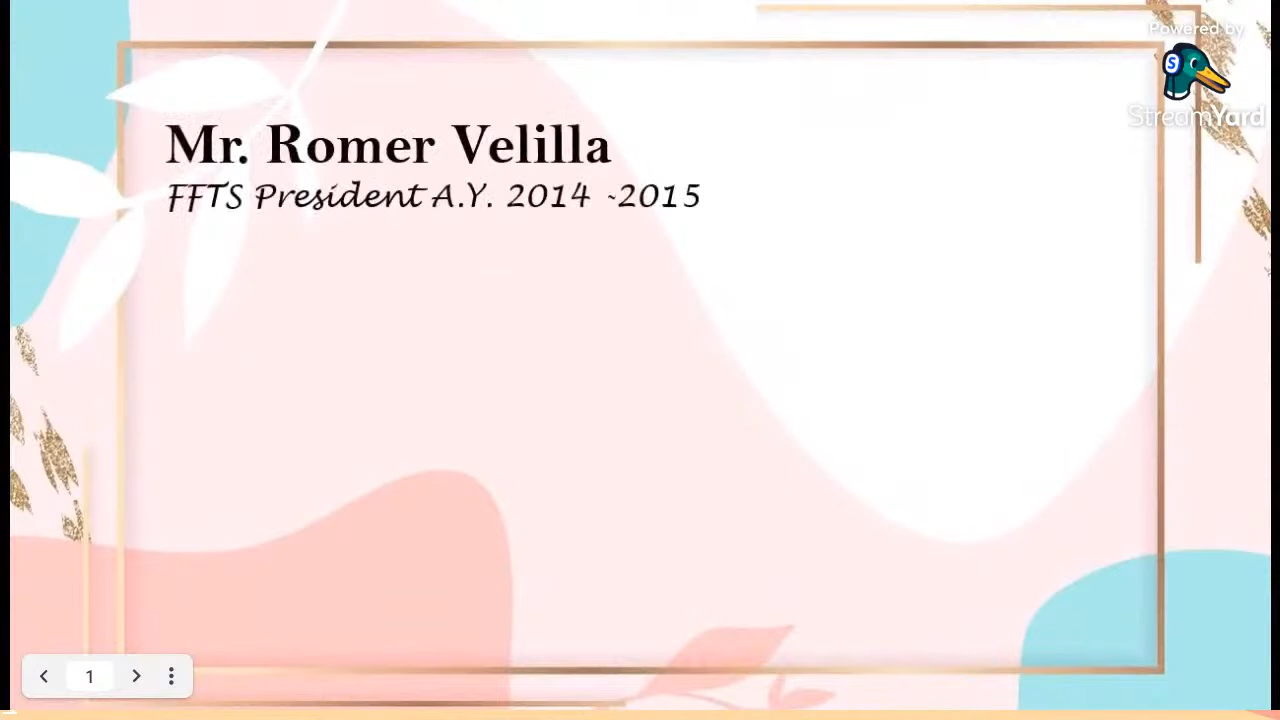 Powered by
S
StreamYard
Mr. Romer Velilla
FFTS President A.Y. 2014 -2015
1